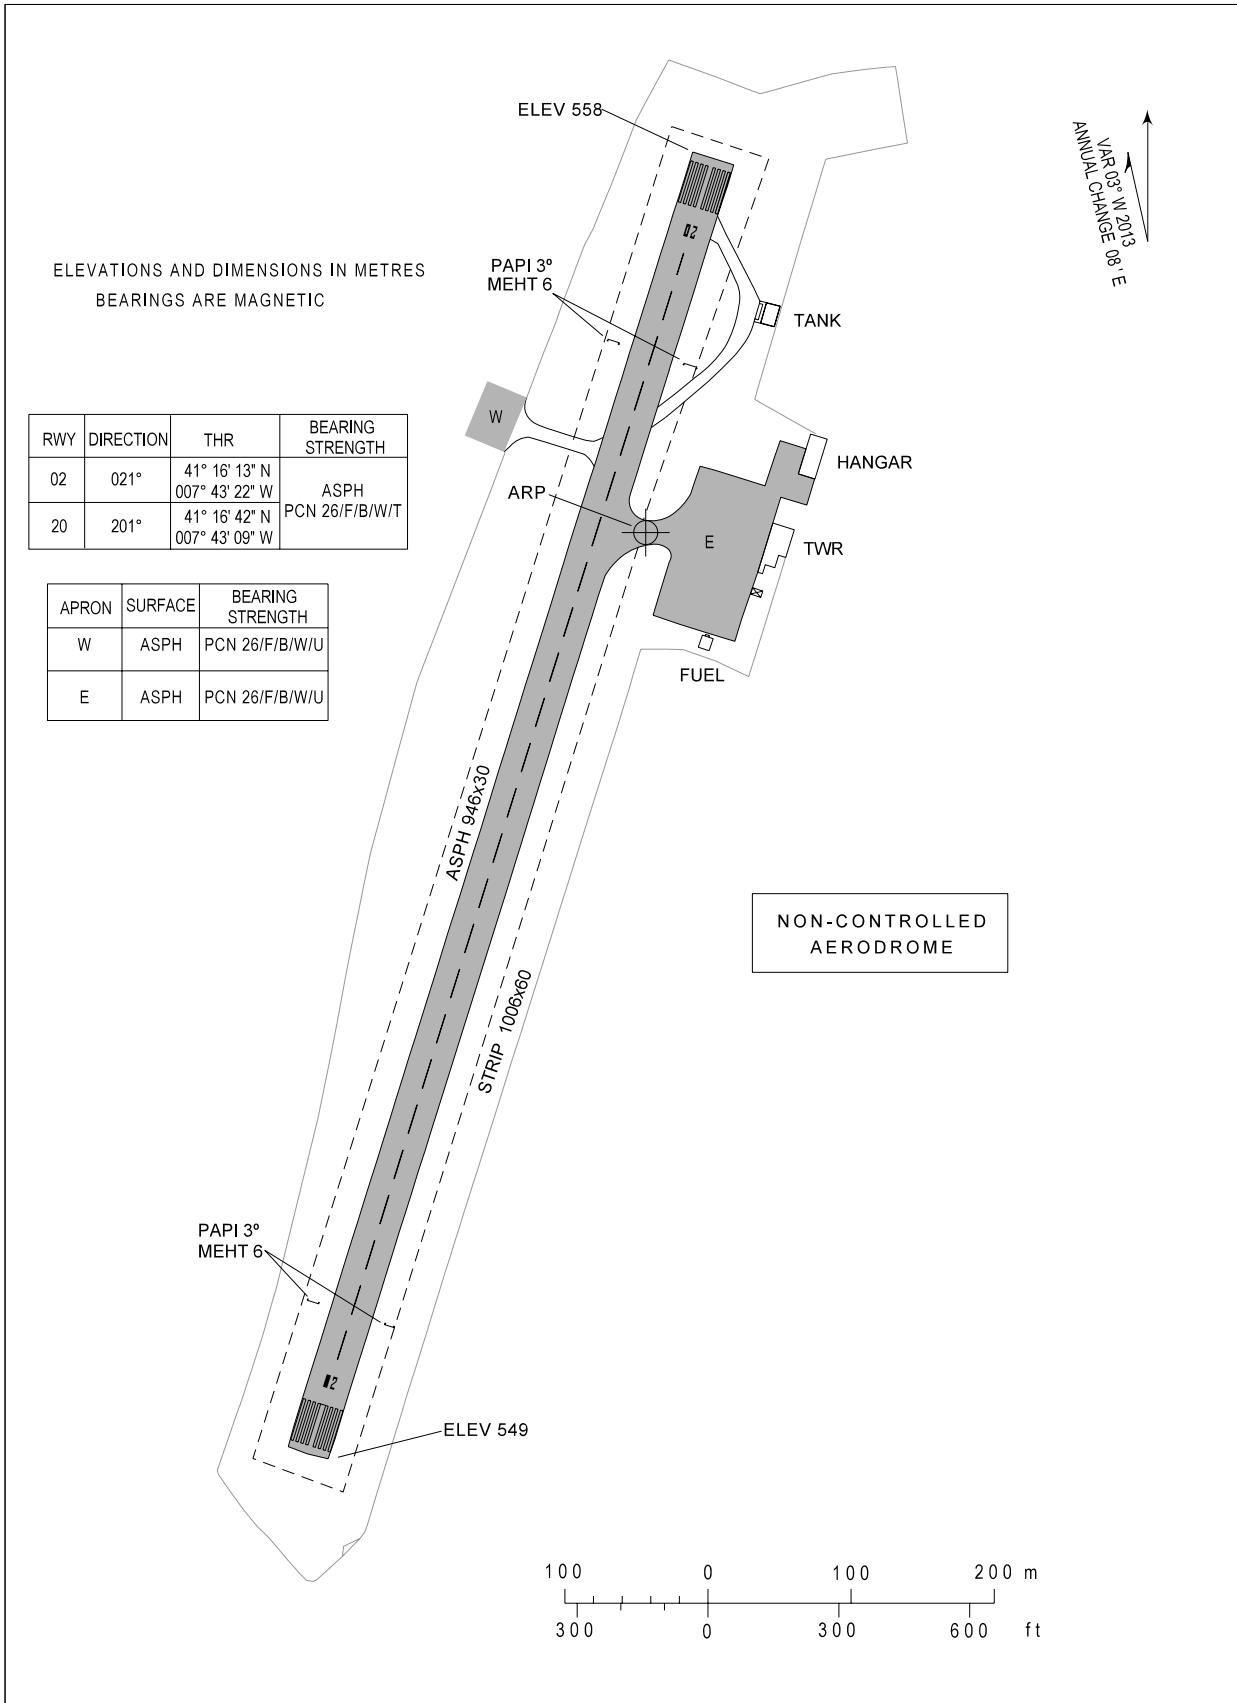 ELEV 558
VAR 03° W 2013
ANNUAL CHANGE 08' E
02
ELEVATIONS AND DIMENSIONS IN METRES
BEARINGS ARE MAGNETIC
PAPI 3º
MEHT 6
TANK
W
RWY DIRECTION THR BEARING STRENGTH
02 021° 41° 16' 13" N 007° 43' 22" W ASPH PCN 26/F/B/W/T
20 201° 41° 16' 42" N 007° 43' 09" W
HANGAR
ARP
E
TWR
APRON SURFACE BEARING STRENGTH
W ASPH PCN 26/F/B/W/U
E ASPH PCN 26/F/B/W/U
FUEL
ASPH 946x30
NON-CONTROLLED
AERODROME
STRIP 1006x60
PAPI 3º
MEHT 6
02
ELEV 549
100 0 100 200 m
300 0 300 600 ft